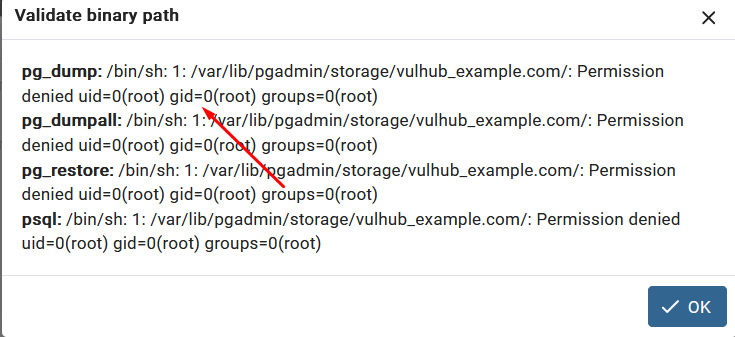 Validate binary path
pg_dump: /bin/sh: 1: /var/lib/pgadmin/storage/vulhub_example.com/: Permission
denied uid=0(root) gid=0(root) groups=0(root)
pg_dumpall: /bin/sh: 1: /var/lib/pgadmin/storage/vulhub_example.com/: Permission
denied uid=0(root) gid=0(root) groups=0(root)
pg_restore: /bin/sh: 1: /var/lib/pgadmin/storage/vulhub_example.com/: Permission
denied uid=0(root) gid=0(root) groups=0(root)
psql: /bin/sh: 1: /var/lib/pgadmin/storage/vulhub_example.com/: Permission denied
uid=0(root) gid=0(root) groups=0(root)
OK